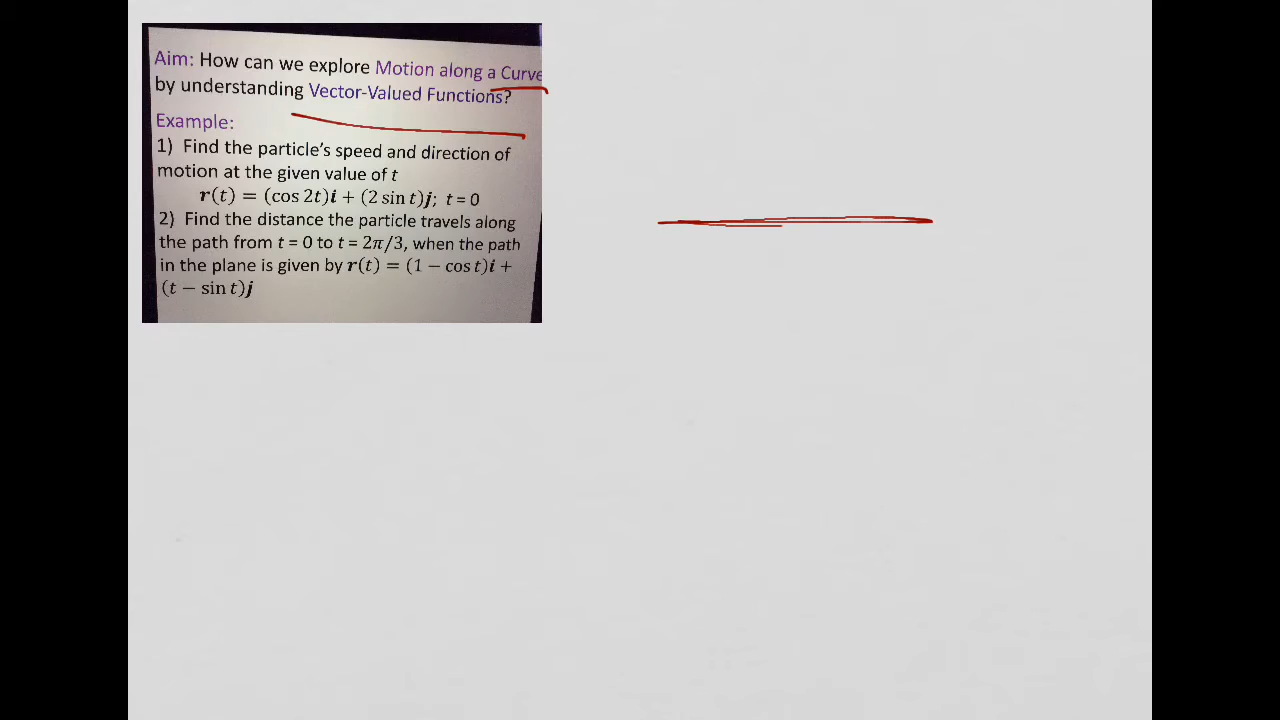 Aim: How can we explore Motion along a Curve
by understanding Vector-Valued Functions?
Example:
1) Find the particle's speed and direction of
motion at the given value of t
r(t) = (cos 2t)i + (2 sin t)j; t = 0
2) Find the distance the particle travels along
the path from t = 0 to t = 2π/3, when the path
in the plane is given by r(t) = (1 − cos t)i +
(t − sin t)j